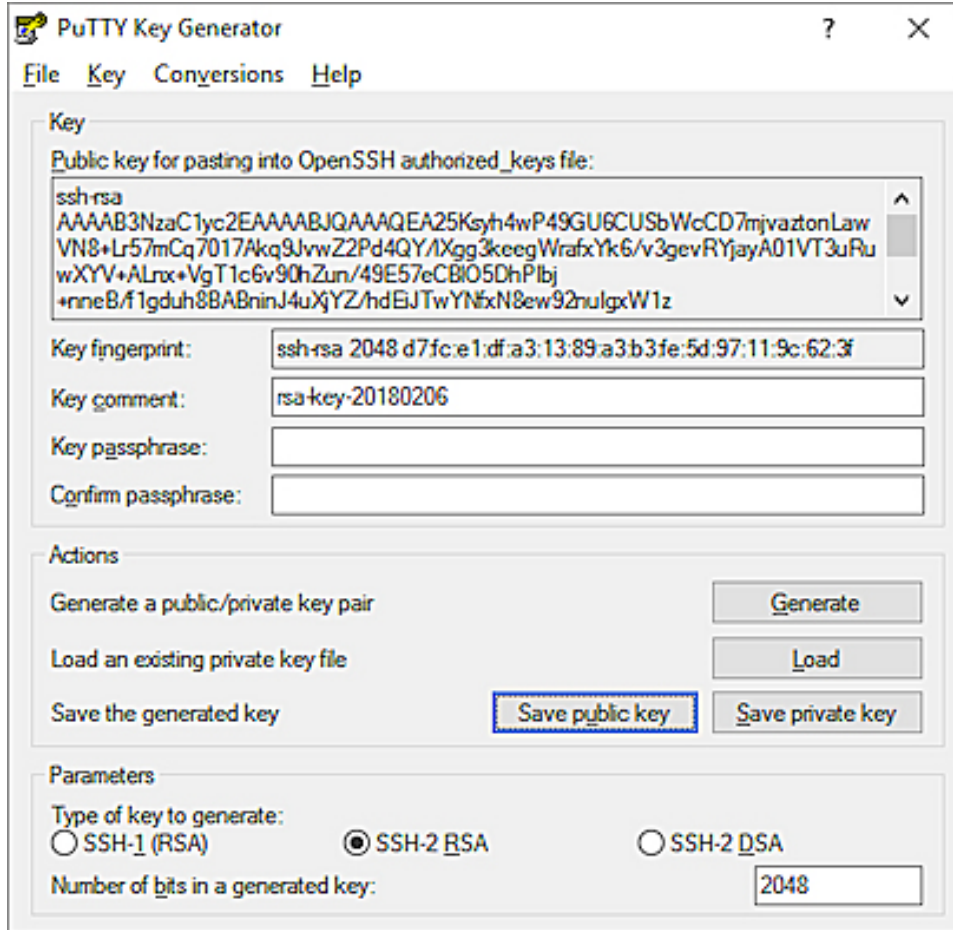 PuTTY Key Generator
?
File Key Conversions Help
Key
Public key for pasting into OpenSSH authorized_keys file:
ssh-rsa
AAAAB3NzaC1yc2EAAAABJQAAAQEA25Ksyh4wP49GU6CUSbWcCD7mjvaztonLaw
VN8+Lr57mCq7017Akq9JvwZ2Pd4QY/lXgg3keegWrafxYk6/v3gevRYjayA01VT3uRu
wXYV+ALnx+VgT1c6v90hZun/49E57eCBlO5DhPlbj
+nneB/f1gduh8BABninJ4uXjYZ/hdEiJTwYNfxN8ew92nulgxW1z
Key fingerprint: ssh-rsa 2048 d7:fc:e1:df:a3:13:89:a3:b3:fe:5d:97:11:9c:62:3f
Key comment: rsa-key-20180206
Key passphrase:
Confirm passphrase:
Actions
Generate a public/private key pair Generate
Load an existing private key file Load
Save the generated key Save public key Save private key
Parameters
Type of key to generate:
SSH-1 (RSA) SSH-2 RSA SSH-2 DSA
Number of bits in a generated key: 2048